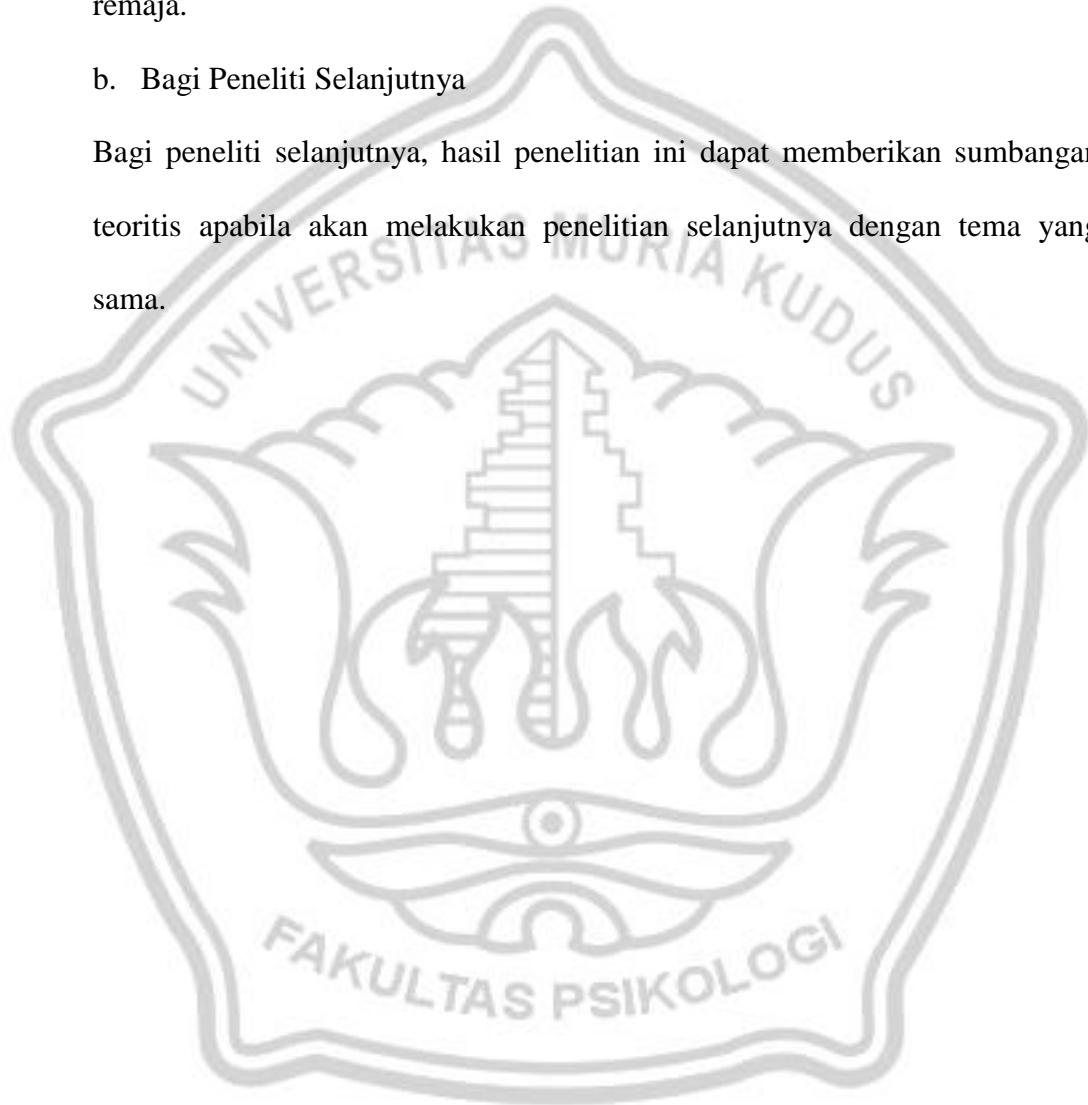 remaja.
b. Bagi Peneliti Selanjutnya
Bagi peneliti selanjutnya, hasil penelitian ini dapat memberikan sumbangan
teoritis apabila akan melakukan penelitian selanjutnya dengan tema yang
sama.
UNIVERSITAS MURIA KUDUS
FAKULTAS PSIKOLOGI